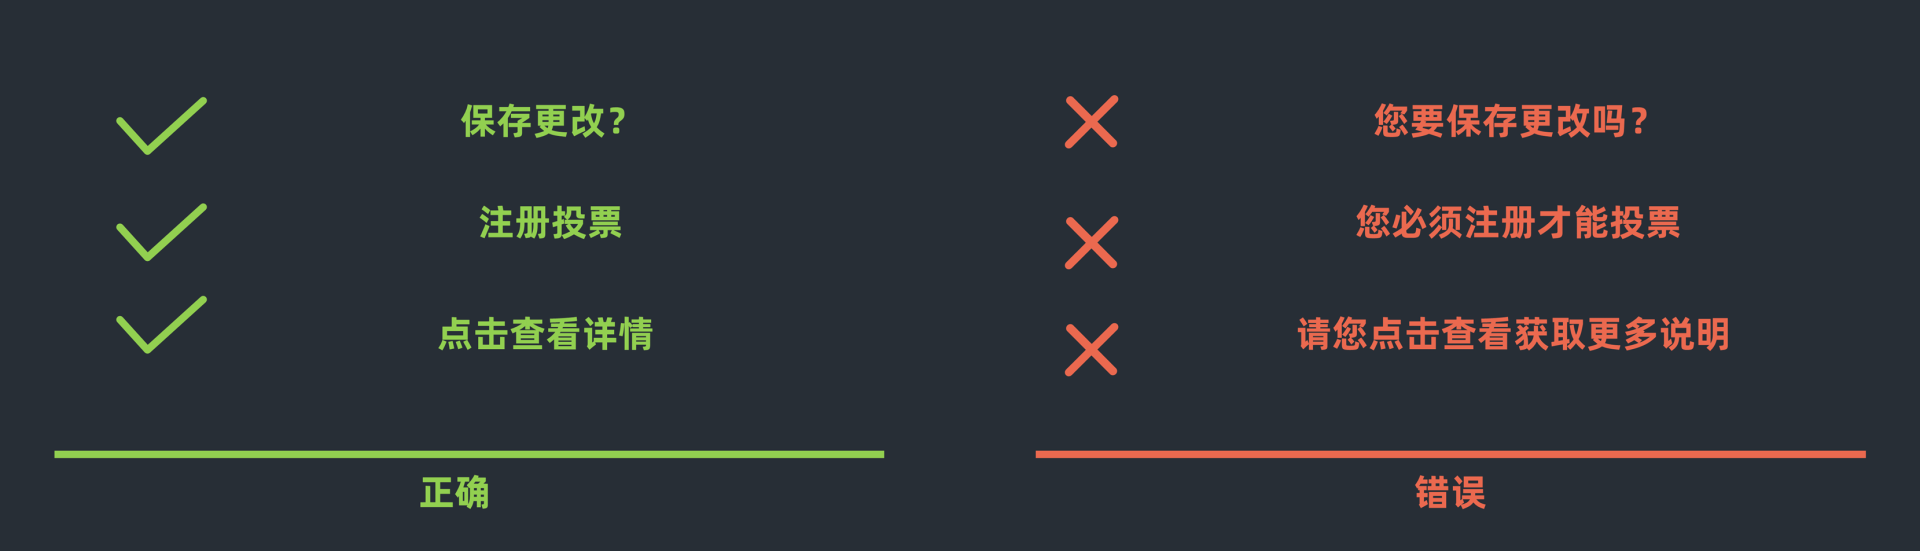 保存更改？
注册投票
点击查看详情
正确
您要保存更改吗？
您必须注册才能投票
请您点击查看获取更多说明
错误